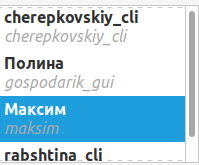 cherepkovskiy_cli
cherepkovskiy_cli
Полина
gospodarik_gui
Максим
maksim
rabshtina_cli